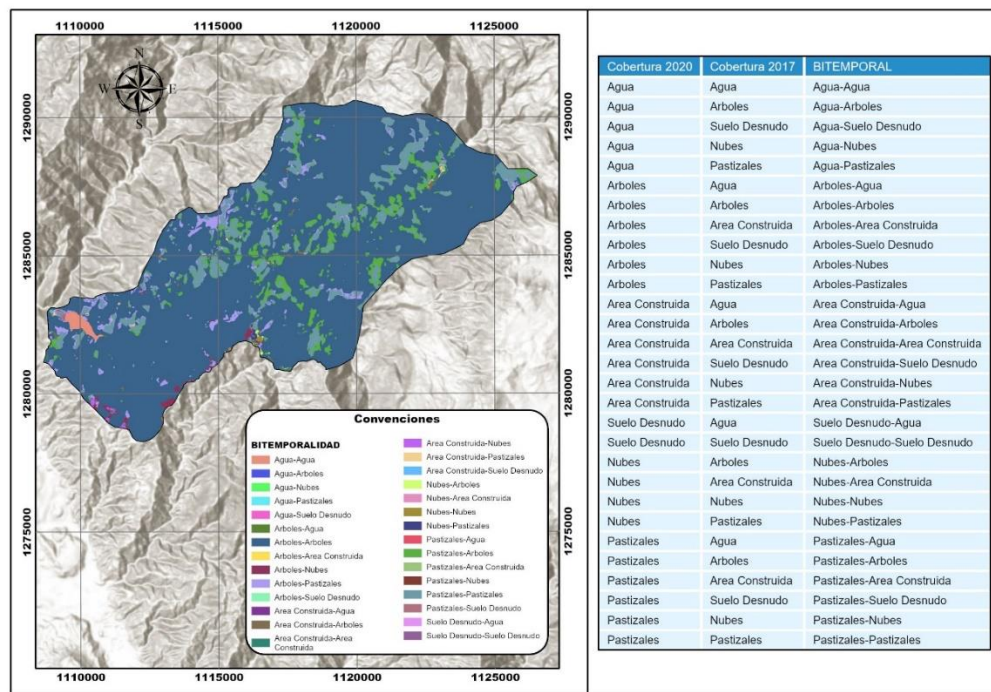 1110000 1115000 1120000 1125000
N
W E
S
1290000 1290000
1285000 1285000
1280000 1280000
1275000 1275000
Convenciones
BITEMPORALIDAD
Agua-Agua
Agua-Arboles
Agua-Nubes
Agua-Pastizales
Agua-Suelo Desnudo
Arboles-Agua
Arboles-Arboles
Arboles-Area Construida
Arboles-Nubes
Arboles-Pastizales
Arboles-Suelo Desnudo
Area Construida-Agua
Area Construida-Arboles
Area Construida-Area
Construida
Area Construida-Nubes
Area Construida-Pastizales
Area Construida-Suelo Desnudo
Nubes-Arboles
Nubes-Area Construida
Nubes-Nubes
Nubes-Pastizales
Pastizales-Agua
Pastizales-Arboles
Pastizales-Area Construida
Pastizales-Nubes
Pastizales-Pastizales
Pastizales-Suelo Desnudo
Suelo Desnudo-Agua
Suelo Desnudo-Suelo Desnudo
1110000 1115000 1120000 1125000
Cobertura 2020 Cobertura 2017 BITEMPORAL
Agua Agua Agua-Agua
Agua Arboles Agua-Arboles
Agua Suelo Desnudo Agua-Suelo Desnudo
Agua Nubes Agua-Nubes
Agua Pastizales Agua-Pastizales
Arboles Agua Arboles-Agua
Arboles Arboles Arboles-Arboles
Arboles Area Construida Arboles-Area Construida
Arboles Suelo Desnudo Arboles-Suelo Desnudo
Arboles Nubes Arboles-Nubes
Arboles Pastizales Arboles-Pastizales
Area Construida Agua Area Construida-Agua
Area Construida Arboles Area Construida-Arboles
Area Construida Area Construida Area Construida-Area Construida
Area Construida Suelo Desnudo Area Construida-Suelo Desnudo
Area Construida Nubes Area Construida-Nubes
Area Construida Pastizales Area Construida-Pastizales
Suelo Desnudo Agua Suelo Desnudo-Agua
Suelo Desnudo Suelo Desnudo Suelo Desnudo-Suelo Desnudo
Nubes Arboles Nubes-Arboles
Nubes Area Construida Nubes-Area Construida
Nubes Nubes Nubes-Nubes
Nubes Pastizales Nubes-Pastizales
Pastizales Agua Pastizales-Agua
Pastizales Arboles Pastizales-Arboles
Pastizales Area Construida Pastizales-Area Construida
Pastizales Suelo Desnudo Pastizales-Suelo Desnudo
Pastizales Nubes Pastizales-Nubes
Pastizales Pastizales Pastizales-Pastizales